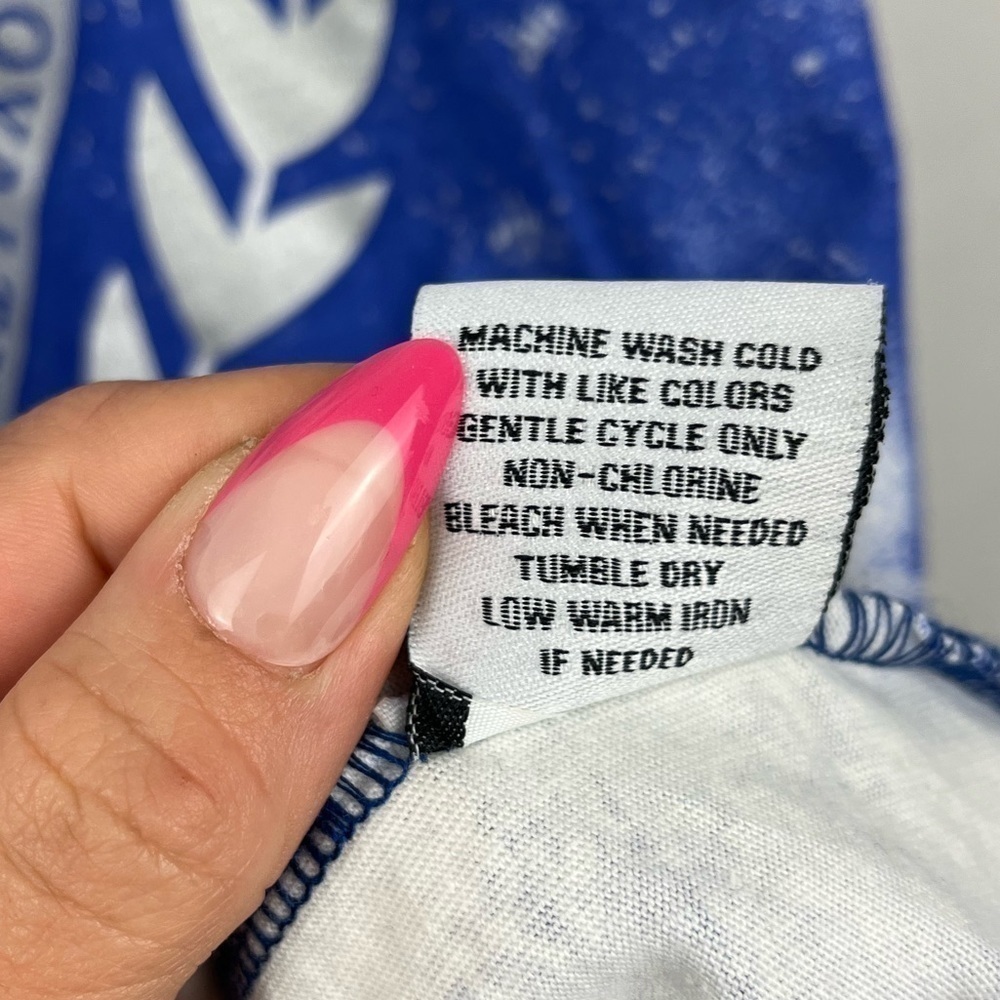 MACHINE WASH COLD
WITH LIKE COLORS
GENTLE CYCLE ONLY
NON-CHLORINE
BLEACH WHEN NEEDED
TUMBLE DRY
LOW WARM IRON
IF NEEDED